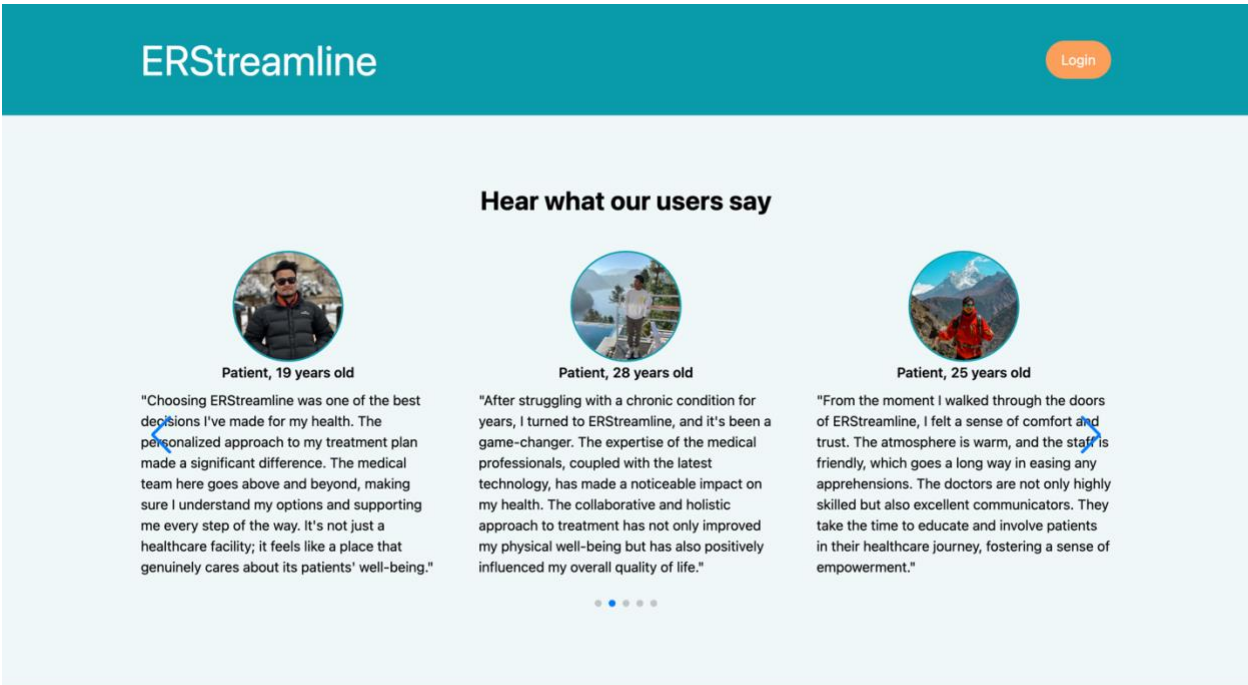 ERStreamline
Login
Hear what our users say
Patient, 19 years old
"Choosing ERStreamline was one of the best
decisions I've made for my health. The
personalized approach to my treatment plan
made a significant difference. The medical
team here goes above and beyond, making
sure I understand my options and supporting
me every step of the way. It's not just a
healthcare facility; it feels like a place that
genuinely cares about its patients' well-being."
Patient, 28 years old
"After struggling with a chronic condition for
years, I turned to ERStreamline, and it's been a
game-changer. The expertise of the medical
professionals, coupled with the latest
technology, has made a noticeable impact on
my health. The collaborative and holistic
approach to treatment has not only improved
my physical well-being but has also positively
influenced my overall quality of life."
Patient, 25 years old
"From the moment I walked through the doors
of ERStreamline, I felt a sense of comfort and
trust. The atmosphere is warm, and the staff is
friendly, which goes a long way in easing any
apprehensions. The doctors are not only highly
skilled but also excellent communicators. They
take the time to educate and involve patients
in their healthcare journey, fostering a sense of
empowerment."